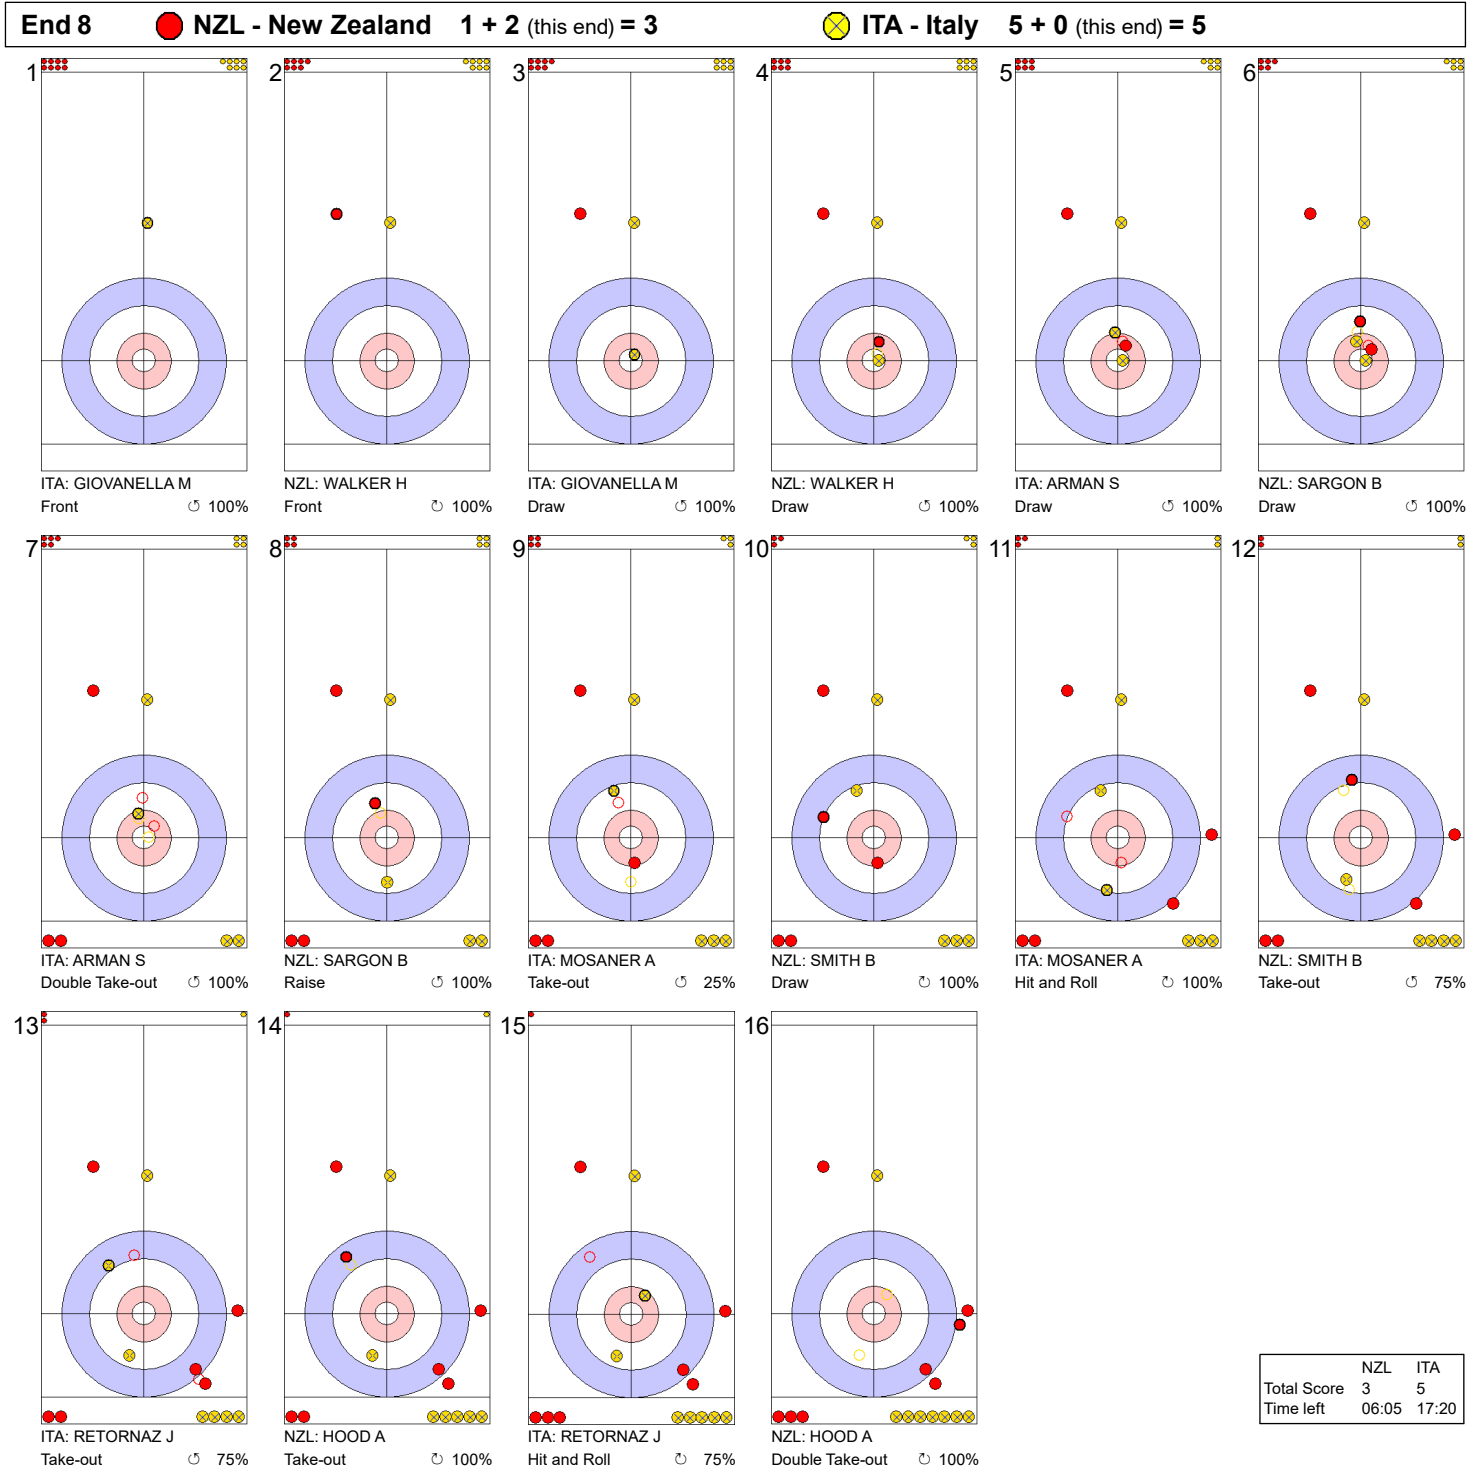 End 8 NZL - New Zealand 1 + 2 (this end) = 3 ITA - Italy 5 + 0 (this end) = 5
1 2 3 4 5 6
ITA: GIOVANELLA M NZL: WALKER H ITA: GIOVANELLA M NZL: WALKER H ITA: ARMAN S NZL: SARGON B
Front ↺ 100% Front ↻ 100% Draw ↺ 100% Draw ↺ 100% Draw ↺ 100% Draw ↺ 100%
7 8 9 10 11 12
ITA: ARMAN S NZL: SARGON B ITA: MOSANER A NZL: SMITH B ITA: MOSANER A NZL: SMITH B
Double Take-out ↺ 100% Raise ↺ 100% Take-out ↺ 25% Draw ↻ 100% Hit and Roll ↻ 100% Take-out ↺ 75%
13 14 15 16
ITA: RETORNAZ J NZL: HOOD A ITA: RETORNAZ J NZL: HOOD A
Take-out ↺ 75% Take-out ↻ 100% Hit and Roll ↻ 75% Double Take-out ↻ 100%
NZL ITA
Total Score 3 5
Time left 06:05 17:20